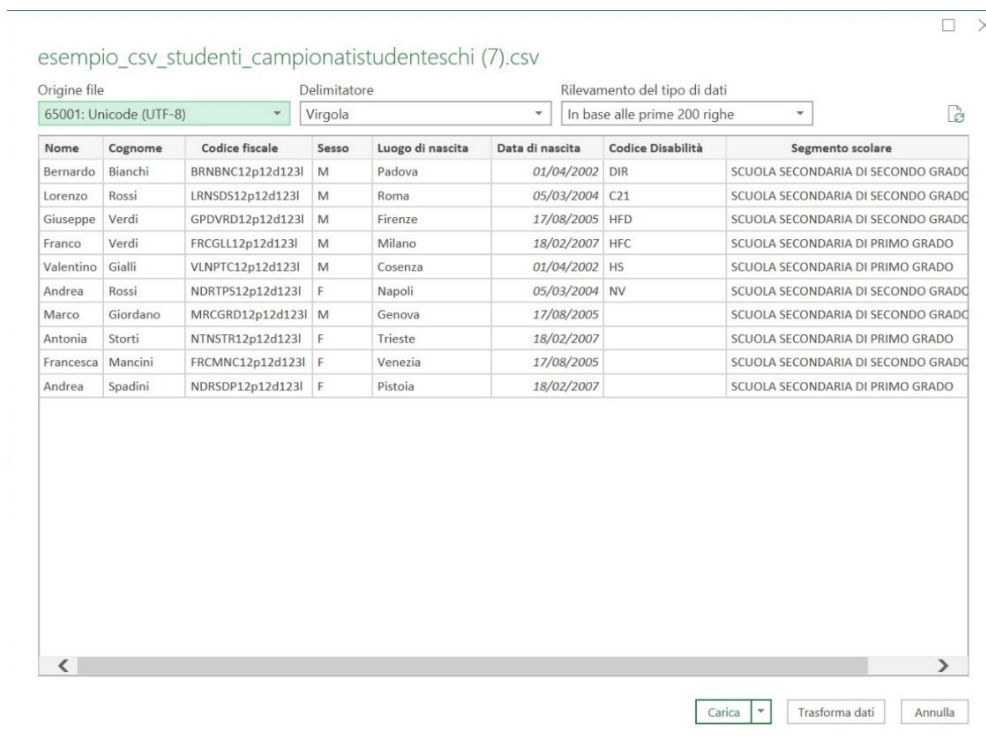 esempio_csv_studenti_campionatistudenteschi (7).csv
Origine file Delimitatore Rilevamento del tipo di dati
65001: Unicode (UTF-8) Virgola In base alle prime 200 righe
Nome Cognome Codice fiscale Sesso Luogo di nascita Data di nascita Codice Disabilità Segmento scolare
Bernardo Bianchi BRNBNC12p12d123l M Padova 01/04/2002 DIR SCUOLA SECONDARIA DI SECONDO GRADO
Lorenzo Rossi LRNSDS12p12d123l M Roma 05/03/2004 C21 SCUOLA SECONDARIA DI SECONDO GRADO
Giuseppe Verdi GPDVRD12p12d123l M Firenze 17/08/2005 HFD SCUOLA SECONDARIA DI SECONDO GRADO
Franco Verdi FRCGLL12p12d123l M Milano 18/02/2007 HFC SCUOLA SECONDARIA DI PRIMO GRADO
Valentino Gialli VLNPTC12p12d123l M Cosenza 01/04/2002 HS SCUOLA SECONDARIA DI SECONDO GRADO
Andrea Rossi NDRTPS12p12d123l F Napoli 05/03/2004 NV SCUOLA SECONDARIA DI SECONDO GRADO
Marco Giordano MRCGRD12p12d123l M Genova 17/08/2005 SCUOLA SECONDARIA DI SECONDO GRADO
Antonia Storti NTNSTR12p12d123l F Trieste 18/02/2007 SCUOLA SECONDARIA DI PRIMO GRADO
Francesca Mancini FRCMNC12p12d123l F Venezia 17/08/2005 SCUOLA SECONDARIA DI SECONDO GRADO
Andrea Spadini NDRSDP12p12d123l F Pistoia 18/02/2007 SCUOLA SECONDARIA DI PRIMO GRADO
Carica Trasforma dati Annulla